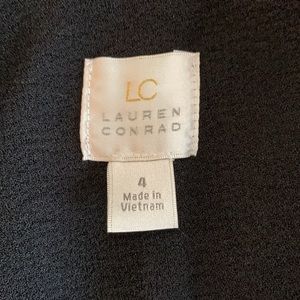 LC
LAUREN
CONRAD
4
Made in
Vietnam